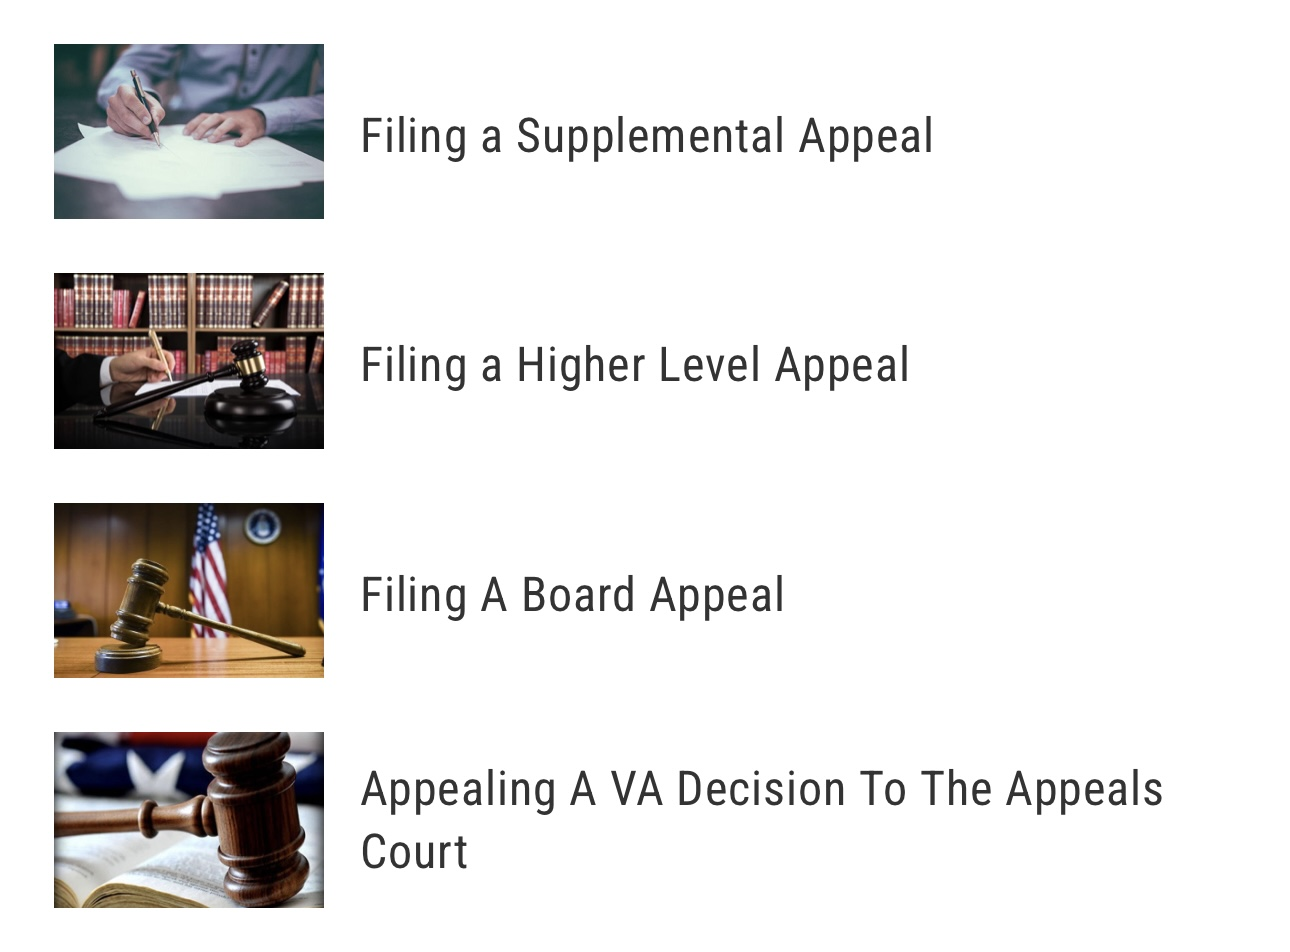 Filing a Supplemental Appeal
Filing a Higher Level Appeal
Filing A Board Appeal
Appealing A VA Decision To The Appeals
Court